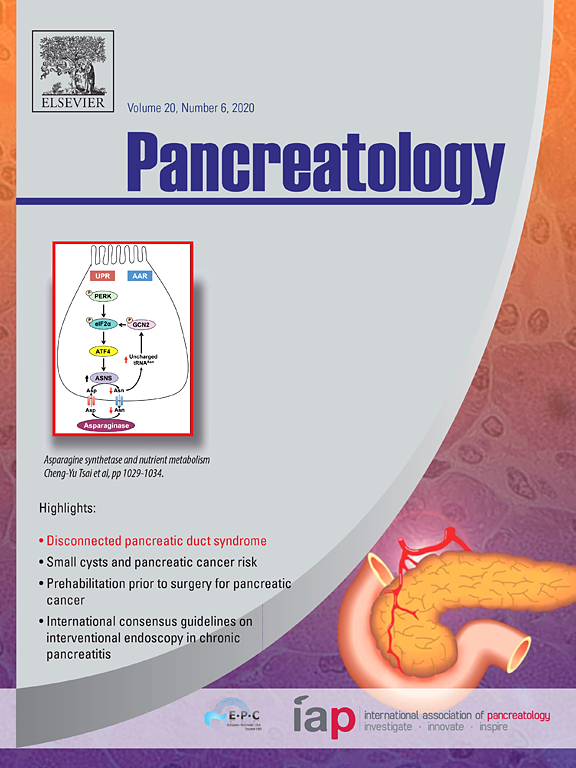 ELSEVIER
Volume 20, Number 6, 2020
Pancreatology
UPR AAR
P PERK
P eIF2α P GCN2
ATF4
Uncharged
tRNA
ASNS
Asp Asn
Asp Asn
Asparaginase
Asparagine synthetase and nutrient metabolism
Cheng-Yu Tsai et al, pp 1029-1034.
Highlights:
• Disconnected pancreatic duct syndrome
• Small cysts and pancreatic cancer risk
• Prehabilitation prior to surgery for pancreatic
cancer
• International consensus guidelines on
interventional endoscopy in chronic
pancreatitis
E·P·C
iap international association of pancreatology
investigate · innovate · inspire